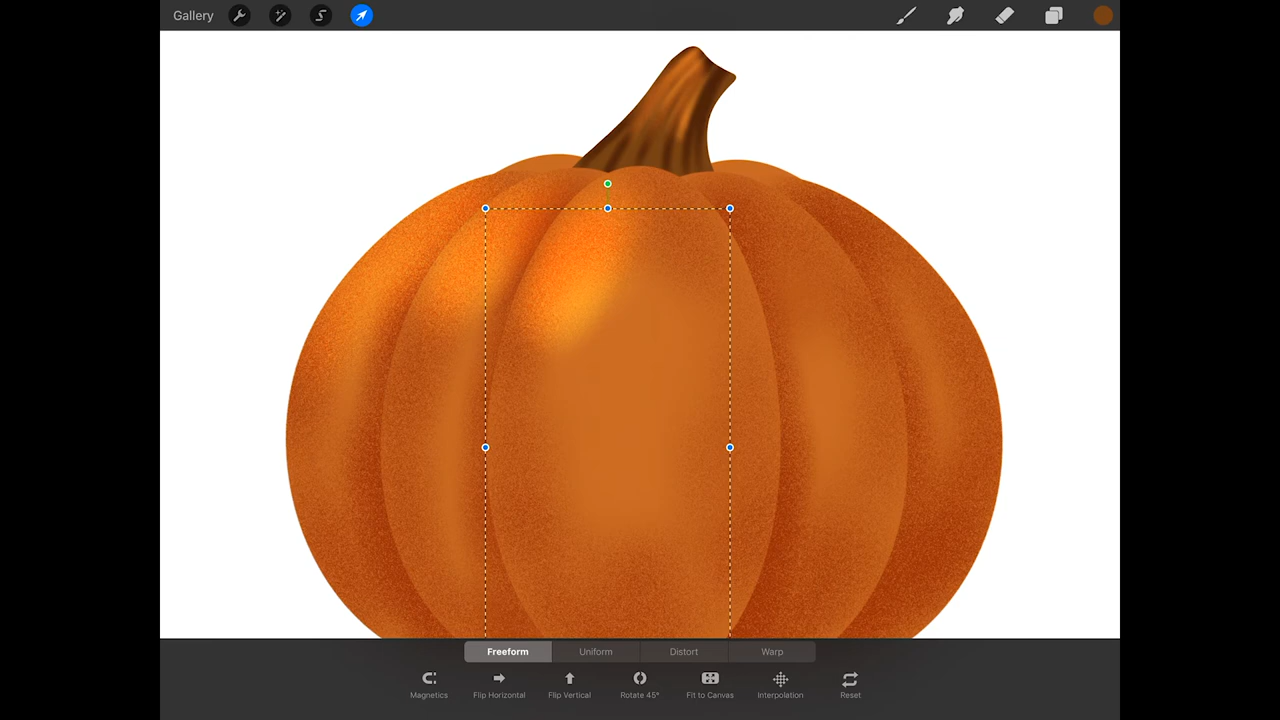 Gallery
Freeform Uniform Distort Warp
Magnetics Flip Horizontal Flip Vertical Rotate 45° Fit to Canvas Interpolation Reset